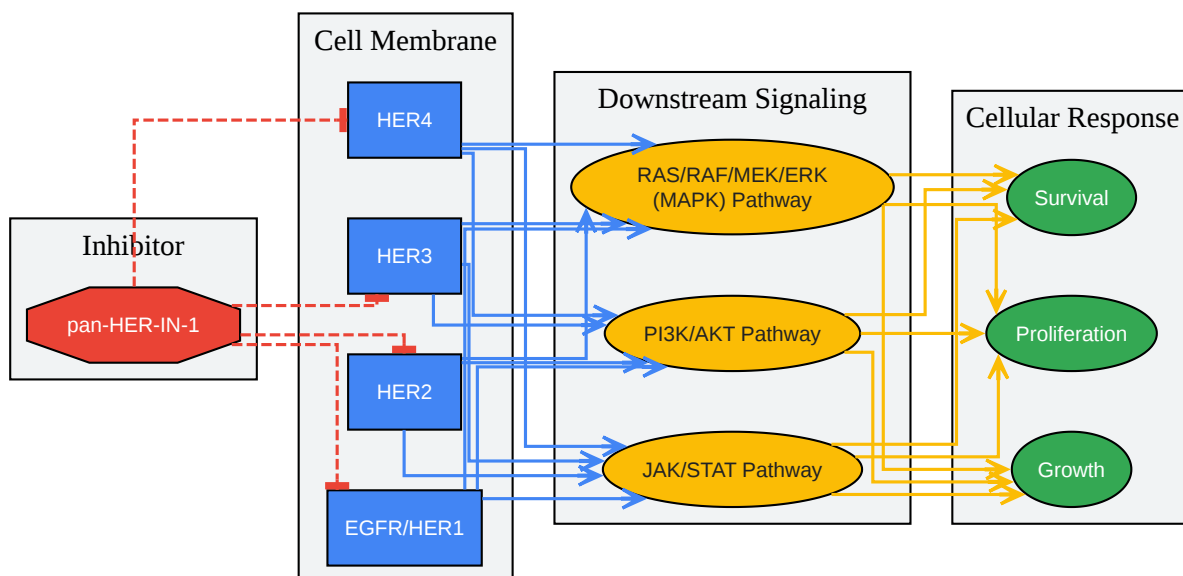 Inhibitor
pan-HER-IN-1
Cell Membrane
HER4
HER3
HER2
EGFR/HER1
Downstream Signaling
RAS/RAF/MEK/ERK
(MAPK) Pathway
PI3K/AKT Pathway
JAK/STAT Pathway
Cellular Response
Survival
Proliferation
Growth